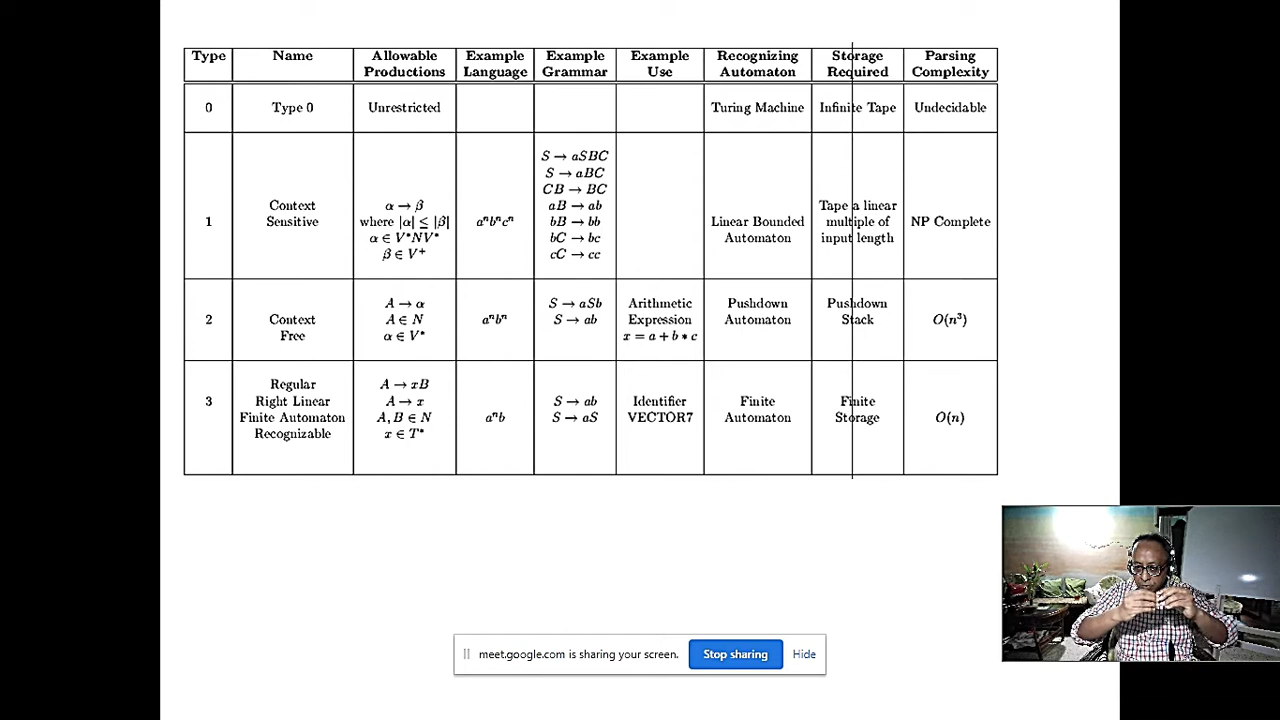 Type Name Allowable Productions Example Language Example Grammar Example Use Recognizing Automaton Storage Required Parsing Complexity
0 Type 0 Unrestricted Turing Machine Infinite Tape Undecidable
S → aSBC
S → aBC
CB → BC
Context α → β aB → ab Tape a linear
1 Sensitive where |α| ≤ |β| aⁿbⁿcⁿ bB → bb Linear Bounded multiple of NP Complete
α ∈ V*NV* bC → bc Automaton input length
β ∈ V⁺ cC → cc
A → α S → aSb Arithmetic Pushdown Pushdown
2 Context A ∈ N aⁿbⁿ S → ab Expression Automaton Stack O(n³)
Free α ∈ V* x = a + b * c
Regular A → xB
3 Right Linear A → x S → ab Identifier Finite Finite
Finite Automaton A, B ∈ N aⁿb S → aS VECTOR7 Automaton Storage O(n)
Recognizable x ∈ T*
meet.google.com is sharing your screen. Stop sharing Hide